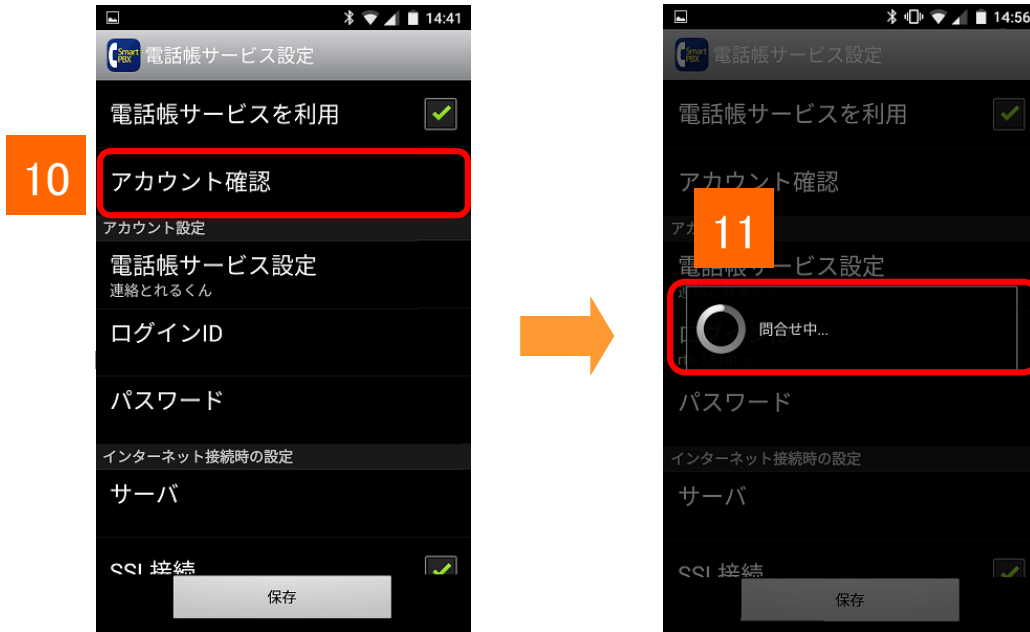 14:41
Smart PBX 電話帳サービス設定
電話帳サービスを利用
10
アカウント確認
アカウント設定
電話帳サービス設定
連絡とれるくん
ログインID
パスワード
インターネット接続時の設定
サーバ
SSL接続
保存
14:56
Smart PBX 電話帳サービス設定
電話帳サービスを利用
アカウント確認
11
電話帳サービス設定
問合せ中...
パスワード
インターネット接続時の設定
サーバ
SSL接続
保存